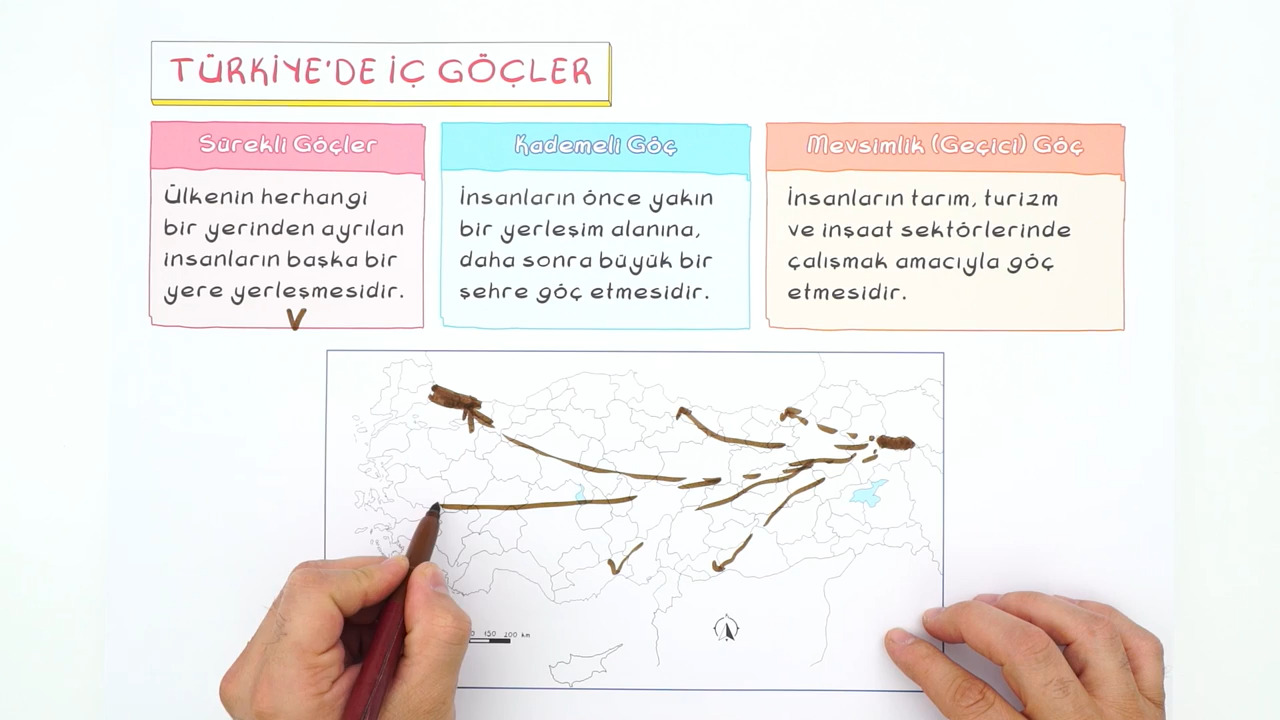 TÜRKİYE'DE İÇ GÖÇLER
Sürekli Göçler
Ülkenin herhangi
bir yerinden ayrılan
insanların başka bir
yere yerleşmesidir.
Kademeli Göç
İnsanların önce yakın
bir yerleşim alanına,
daha sonra büyük bir
şehre göç etmesidir.
Mevsimlik (Geçici) Göç
İnsanların tarım, turizm
ve inşaat sektörlerinde
çalışmak amacıyla göç
etmesidir.
0 150 200 km